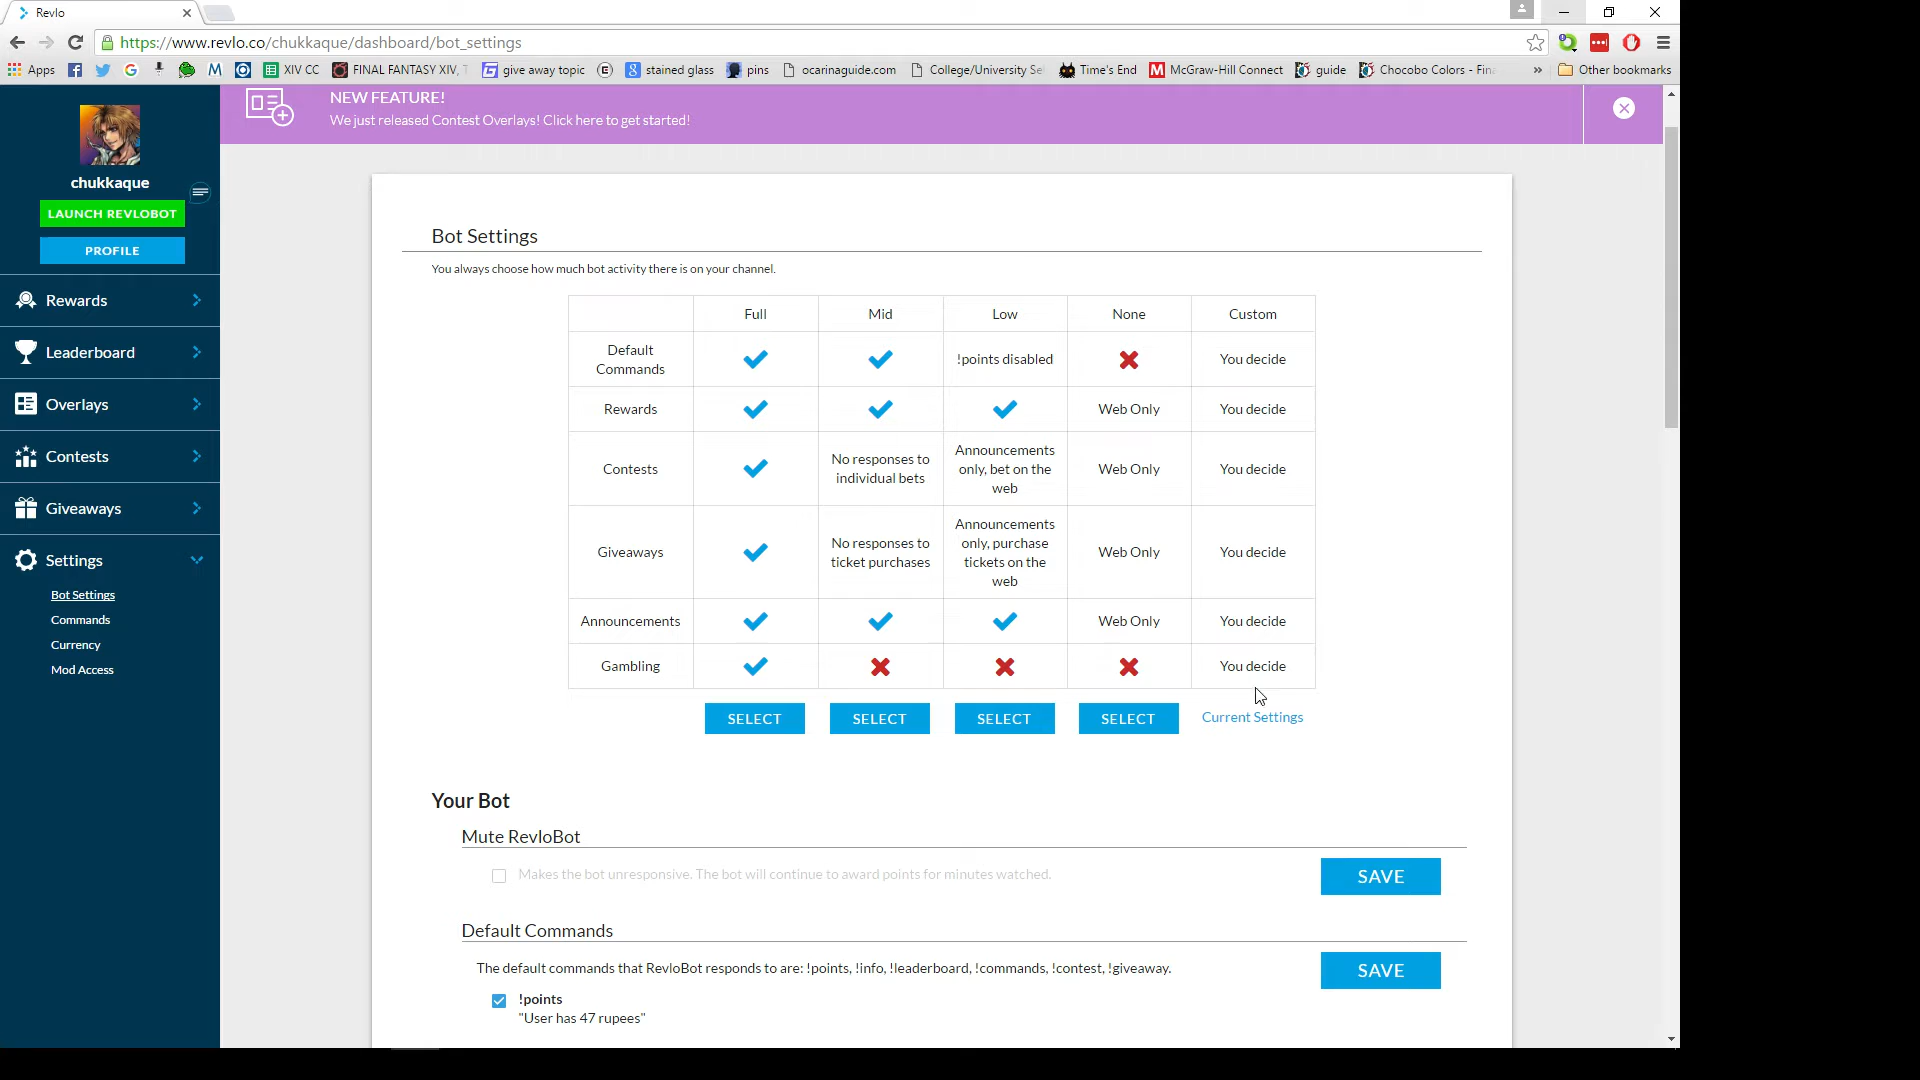 Revlo
https://www.revlo.co/chukkaque/dashboard/bot_settings
Apps
XIV CC
FINAL FANTASY XIV, T
give away topic
stained glass
pins
ocarinaguide.com
College/University Se
Time's End
McGraw-Hill Connect
guide
Chocobo Colors - Fina
»
Other bookmarks
NEW FEATURE!
We just released Contest Overlays! Click here to get started!
chukkaque
LAUNCH REVLOBOT
PROFILE
Rewards
Leaderboard
Overlays
Contests
Giveaways
Settings
Bot Settings
Commands
Currency
Mod Access
Bot Settings
You always choose how much bot activity there is on your channel.
Full Mid Low None Custom
Default
Commands
!points disabled
You decide
Rewards
Web Only
You decide
Contests
No responses to
individual bets
Announcements
only, bet on the
web
Web Only
You decide
Giveaways
No responses to
ticket purchases
Announcements
only, purchase
tickets on the
web
Web Only
You decide
Announcements
Web Only
You decide
Gambling
You decide
SELECT SELECT SELECT SELECT Current Settings
Your Bot
Mute RevloBot
Makes the bot unresponsive. The bot will continue to award points for minutes watched.
SAVE
Default Commands
The default commands that RevloBot responds to are: !points, !info, !leaderboard, !commands, !contest, !giveaway.
SAVE
!points
"User has 47 rupees"